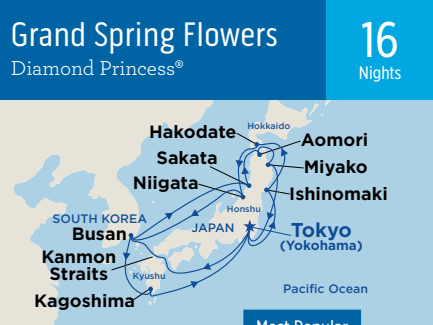 Grand Spring Flowers
Diamond Princess®
16
Nights
Hokkaido
Hakodate
Aomori
Sakata
Miyako
Niigata
Ishinomaki
Honshu
SOUTH KOREA
Busan
JAPAN
Tokyo
(Yokohama)
Kanmon
Straits
Kyushu
Pacific Ocean
Kagoshima
Most Popular